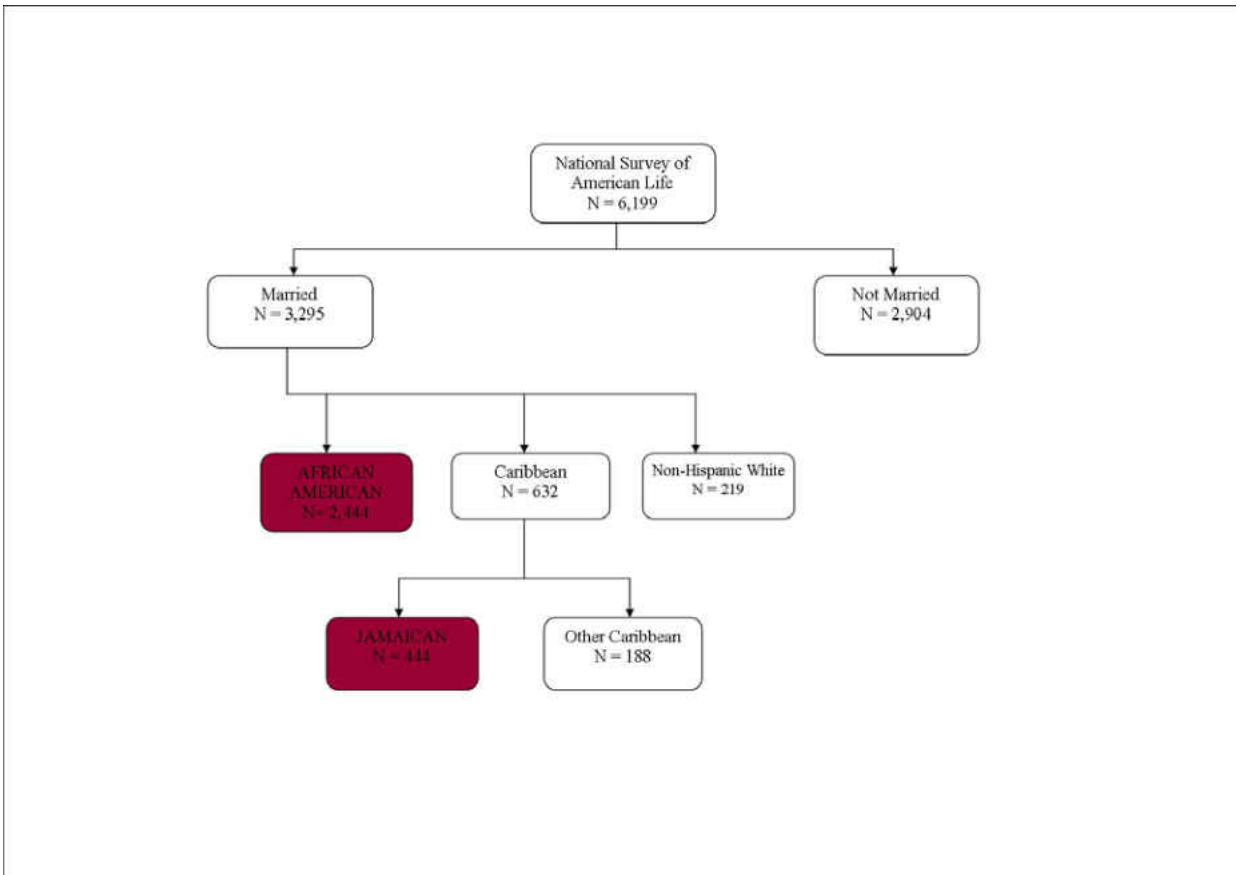 National Survey of
American Life
N = 6,199
Married
N = 3,295
Not Married
N = 2,904
AFRICAN
AMERICAN
N= 2,444
Caribbean
N = 632
Non-Hispanic White
N = 219
JAMAICAN
N = 444
Other Caribbean
N = 188